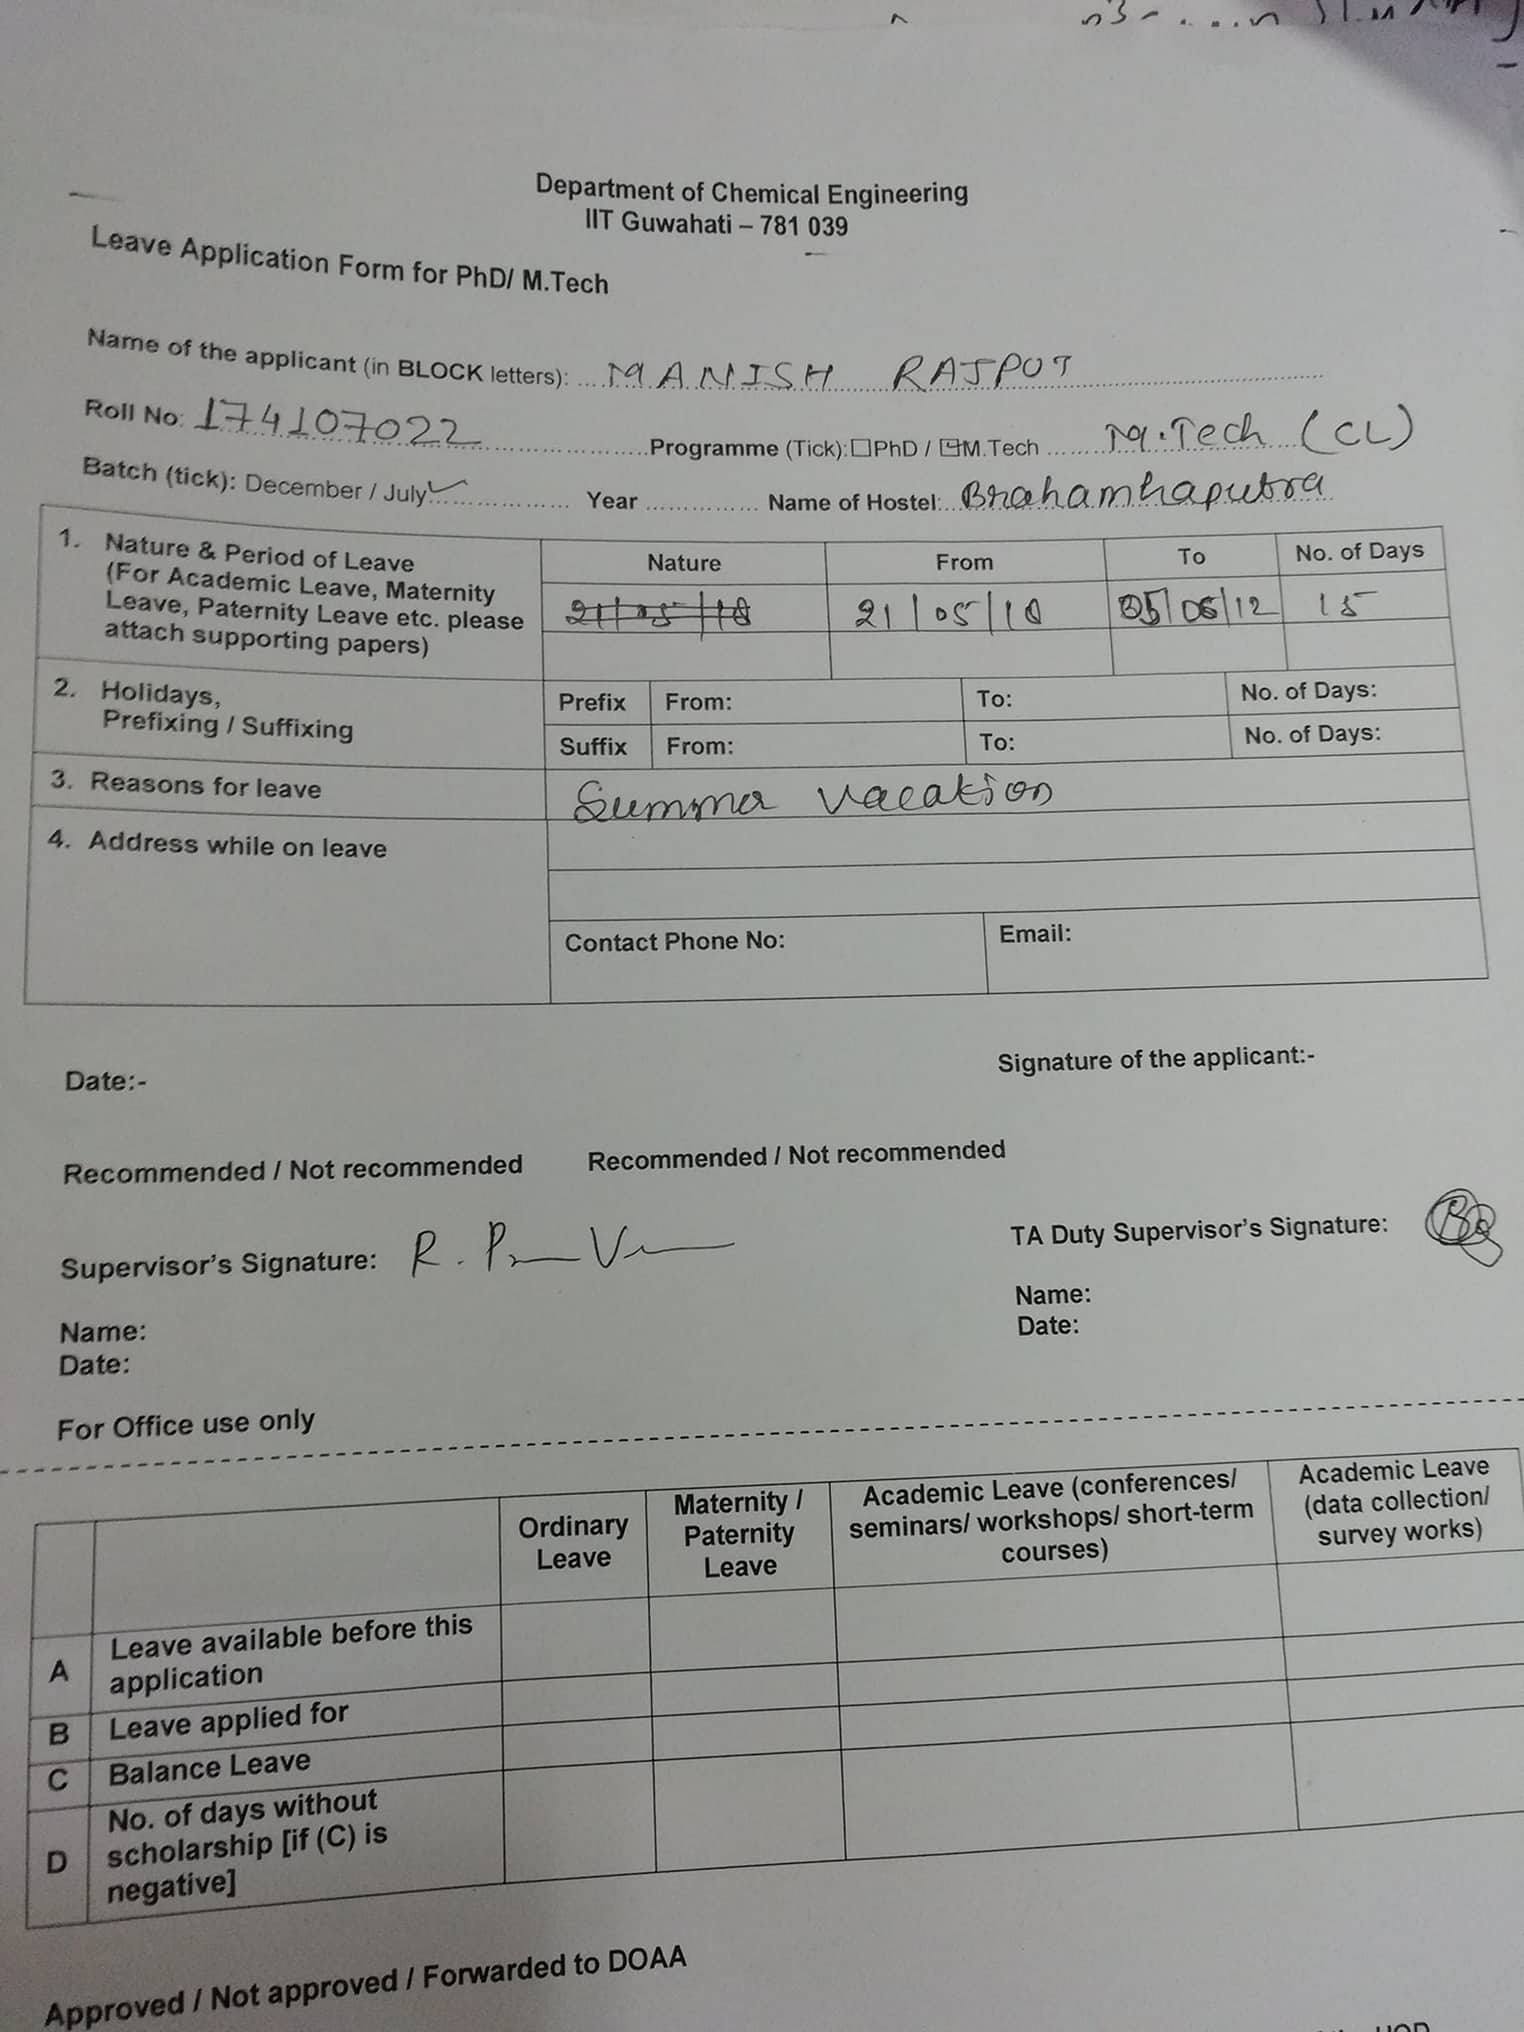 Department of Chemical Engineering
IIT Guwahati – 781 039
Leave Application Form for PhD/ M.Tech
Name of the applicant (in BLOCK letters): MANISH RAJPUT
Roll No: 174107022 Programme (Tick): PhD / M.Tech M.Tech (CL)
Batch (tick): December / July ✓ Year Name of Hostel: Brahamhaputra
1. Nature & Period of Leave
(For Academic Leave, Maternity
Leave, Paternity Leave etc. please
attach supporting papers)
Nature From To No. of Days
21/05/18 21/05/18 05/06/12 15
2. Holidays,
Prefixing / Suffixing
Prefix From: To: No. of Days:
Suffix From: To: No. of Days:
3. Reasons for leave Summer vacation
4. Address while on leave
Contact Phone No: Email:
Date:- Signature of the applicant:-
Recommended / Not recommended Recommended / Not recommended
Supervisor's Signature: R. TA Duty Supervisor's Signature:
Name: Name:
Date: Date:
For Office use only
Ordinary Leave Maternity / Paternity Leave Academic Leave (conferences/ seminars/ workshops/ short-term courses) Academic Leave (data collection/ survey works)
A Leave available before this application
B Leave applied for
C Balance Leave
D No. of days without scholarship [if (C) is negative]
Approved / Not approved / Forwarded to DOAA